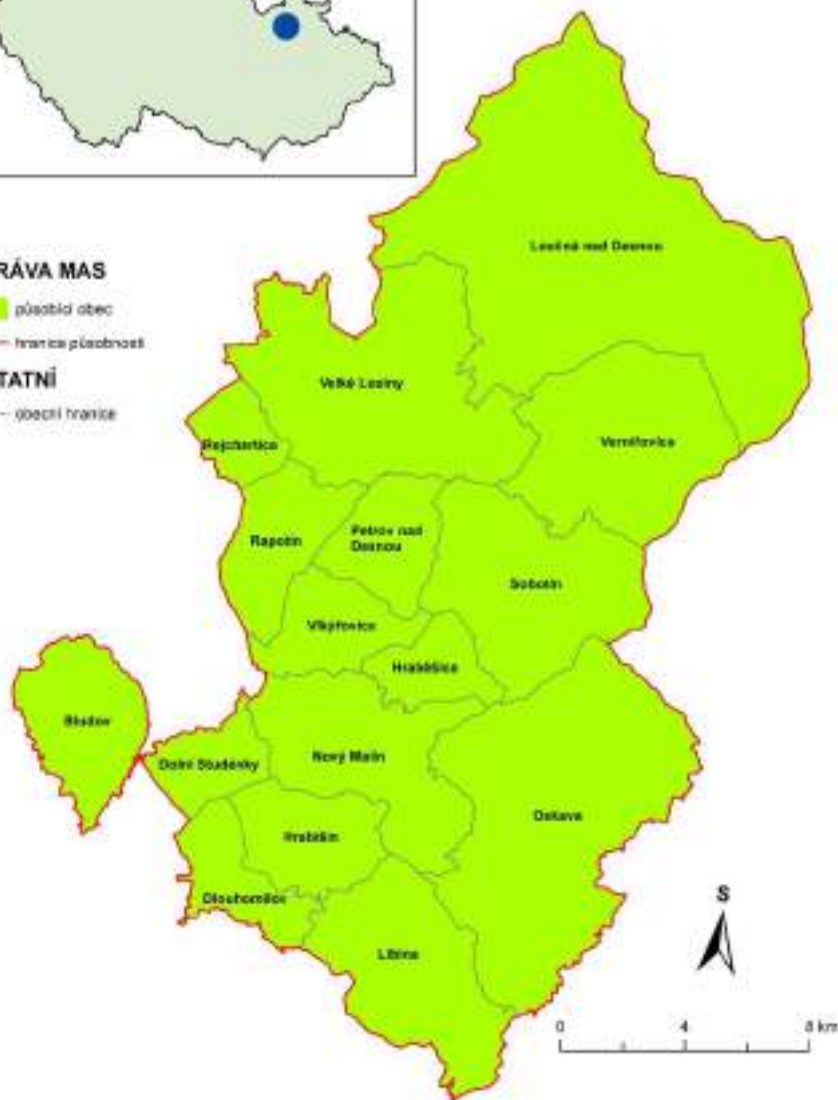 RÁVA MAS
působící obec
hranice působnosti
TATNÍ
obecní hranice
Loučná nad Desnou
Velké Losiny
Vernířovice
Rejchartice
Rapotín
Petrov nad
Desnou
Sobotín
Vikýřovice
Hraběšice
Bludov
Dolní Studénky
Nový Malín
Oskava
Hrabišín
Dlouhomilov
Libina
S
0 4 8 km